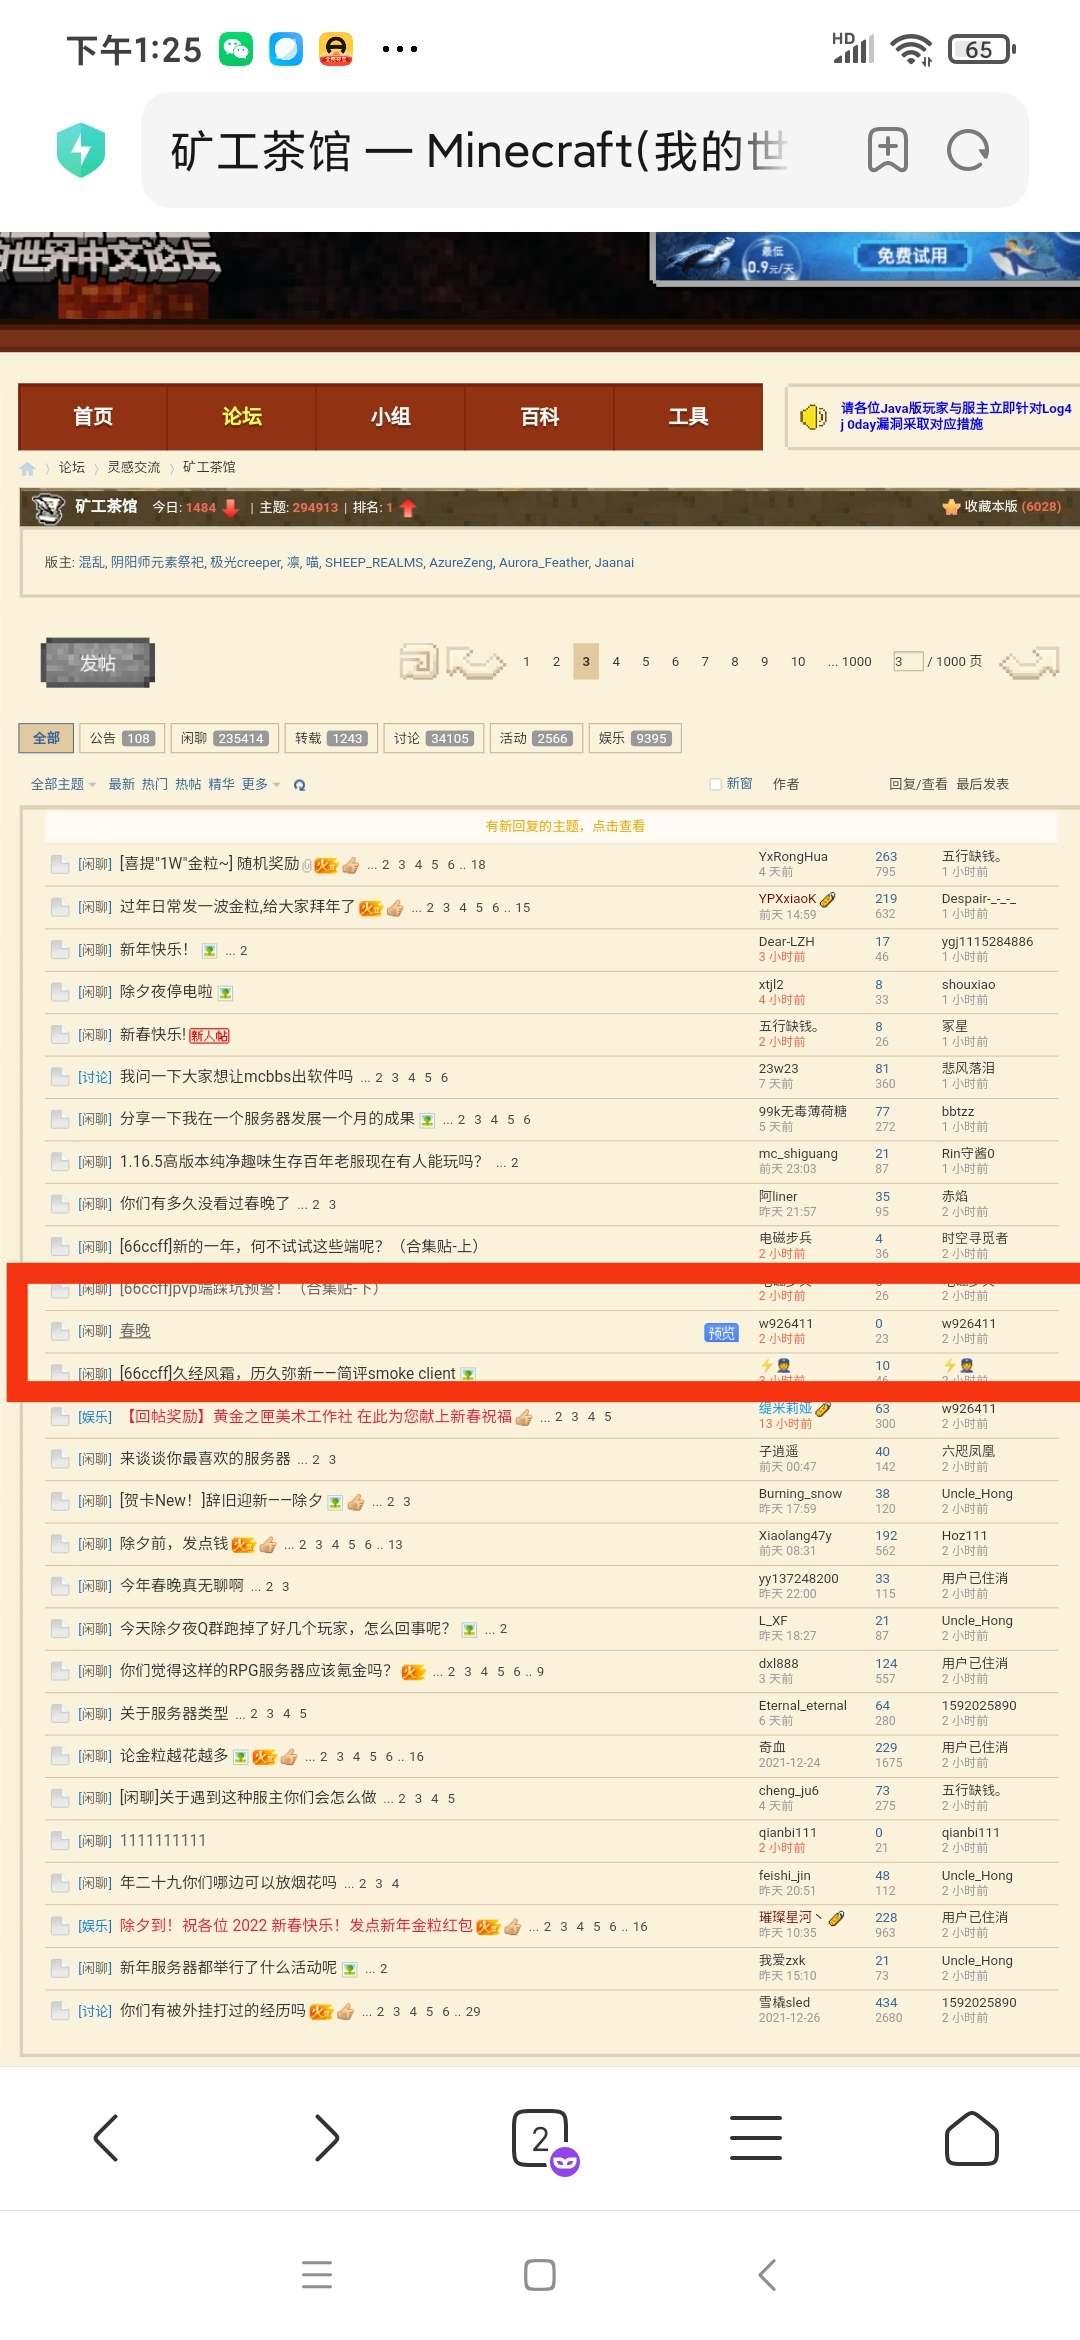 下午1:25
HD
65
矿工茶馆 — Minecraft(我的世
的世界中文论坛
最低
0.9元/天
免费试用
首页 论坛 小组 百科 工具
请各位Java版玩家与服主立即针对Log4
j 0day漏洞采取对应措施
论坛 〉 灵感交流 〉 矿工茶馆
矿工茶馆 今日: 1484 | 主题: 294913 | 排名: 1 收藏本版 (6028)
版主: 混乱, 阴阳师元素祭祀, 极光creeper, 凛, 喵, SHEEP_REALMS, AzureZeng, Aurora_Feather, Jaanai
发帖 1 2 3 4 5 6 7 8 9 10 ... 1000 3 / 1000 页
全部 公告 108 闲聊 235414 转载 1243 讨论 34105 活动 2566 娱乐 9395
全部主题 最新 热门 热帖 精华 更多 新窗 作者 回复/查看 最后发表
有新回复的主题，点击查看
[闲聊] [喜提"1W"金粒~] 随机奖励 ... 2 3 4 5 6 .. 18 YxRongHua 263 五行缺钱。
4 天前 795 1 小时前
[闲聊] 过年日常发一波金粒,给大家拜年了 ... 2 3 4 5 6 .. 15 YPXxiaoK 219 Despair-_-_-_
前天 14:59 632 1 小时前
[闲聊] 新年快乐！ ... 2 Dear-LZH 17 ygj1115284886
3 小时前 46 1 小时前
[闲聊] 除夕夜停电啦 xtjl2 8 shouxiao
4 小时前 33 1 小时前
[闲聊] 新春快乐! 新人帖 五行缺钱。 8 冢星
2 小时前 26 1 小时前
[讨论] 我问一下大家想让mcbbs出软件吗 ... 2 3 4 5 6 23w23 81 悲风落泪
7 天前 360 1 小时前
[闲聊] 分享一下我在一个服务器发展一个月的成果 ... 2 3 4 5 6 99k无毒薄荷糖 77 bbtzz
5 天前 272 1 小时前
[闲聊] 1.16.5高版本纯净趣味生存百年老服现在有人能玩吗？ ... 2 mc_shiguang 21 Rin守酱0
前天 23:03 87 1 小时前
[闲聊] 你们有多久没看过春晚了 ... 2 3 阿liner 35 赤焰
昨天 21:57 95 2 小时前
[闲聊] [66ccff]新的一年，何不试试这些端呢？（合集贴-上） 电磁步兵 4 时空寻觅者
2 小时前 36 2 小时前
[闲聊] [66ccff]pvp端踩坑预警！（合集贴-下）
2 小时前 26 2 小时前
[闲聊] 春晚 预览 w926411 0 w926411
2 小时前 23 2 小时前
[闲聊] [66ccff]久经风霜，历久弥新——简评smoke client 10
3 小时前 46 2 小时前
[娱乐] 【回帖奖励】黄金之匣美术工作社 在此为您献上新春祝福 ... 2 3 4 5 缇米莉娅 63 w926411
13 小时前 300 2 小时前
[闲聊] 来谈谈你最喜欢的服务器 ... 2 3 子逍遥 40 六咫凤凰
前天 00:47 142 2 小时前
[闲聊] [贺卡New！]辞旧迎新——除夕 ... 2 3 Burning_snow 38 Uncle_Hong
昨天 17:59 120 2 小时前
[闲聊] 除夕前，发点钱 ... 2 3 4 5 6 .. 13 Xiaolang47y 192 Hoz111
前天 08:31 562 2 小时前
[闲聊] 今年春晚真无聊啊 ... 2 3 yy137248200 33 用户已住消
昨天 22:00 115 2 小时前
[闲聊] 今天除夕夜Q群跑掉了好几个玩家，怎么回事呢？ ... 2 L_XF 21 Uncle_Hong
昨天 18:27 87 2 小时前
[闲聊] 你们觉得这样的RPG服务器应该氪金吗？ ... 2 3 4 5 6 .. 9 dxl888 124 用户已住消
3 天前 557 2 小时前
[闲聊] 关于服务器类型 ... 2 3 4 5 Eternal_eternal 64 1592025890
6 天前 280 2 小时前
[闲聊] 论金粒越花越多 ... 2 3 4 5 6 .. 16 奇血 229 用户已住消
2021-12-24 1675 2 小时前
[闲聊] [闲聊]关于遇到这种服主你们会怎么做 ... 2 3 4 5 cheng_ju6 73 五行缺钱。
4 天前 275 2 小时前
[闲聊] 1111111111 qianbi111 0 qianbi111
2 小时前 21 2 小时前
[闲聊] 年二十九你们哪边可以放烟花吗 ... 2 3 4 feishi_jin 48 Uncle_Hong
昨天 20:51 112 2 小时前
[娱乐] 除夕到！祝各位 2022 新春快乐！发点新年金粒红包 ... 2 3 4 5 6 .. 16 璀璨星河丶 228 用户已住消
昨天 10:35 963 2 小时前
[闲聊] 新年服务器都举行了什么活动呢 ... 2 我爱zxk 21 Uncle_Hong
昨天 15:10 73 2 小时前
[讨论] 你们有被外挂打过的经历吗 ... 2 3 4 5 6 .. 29 雪橇sled 434 1592025890
2021-12-26 2680 2 小时前
2